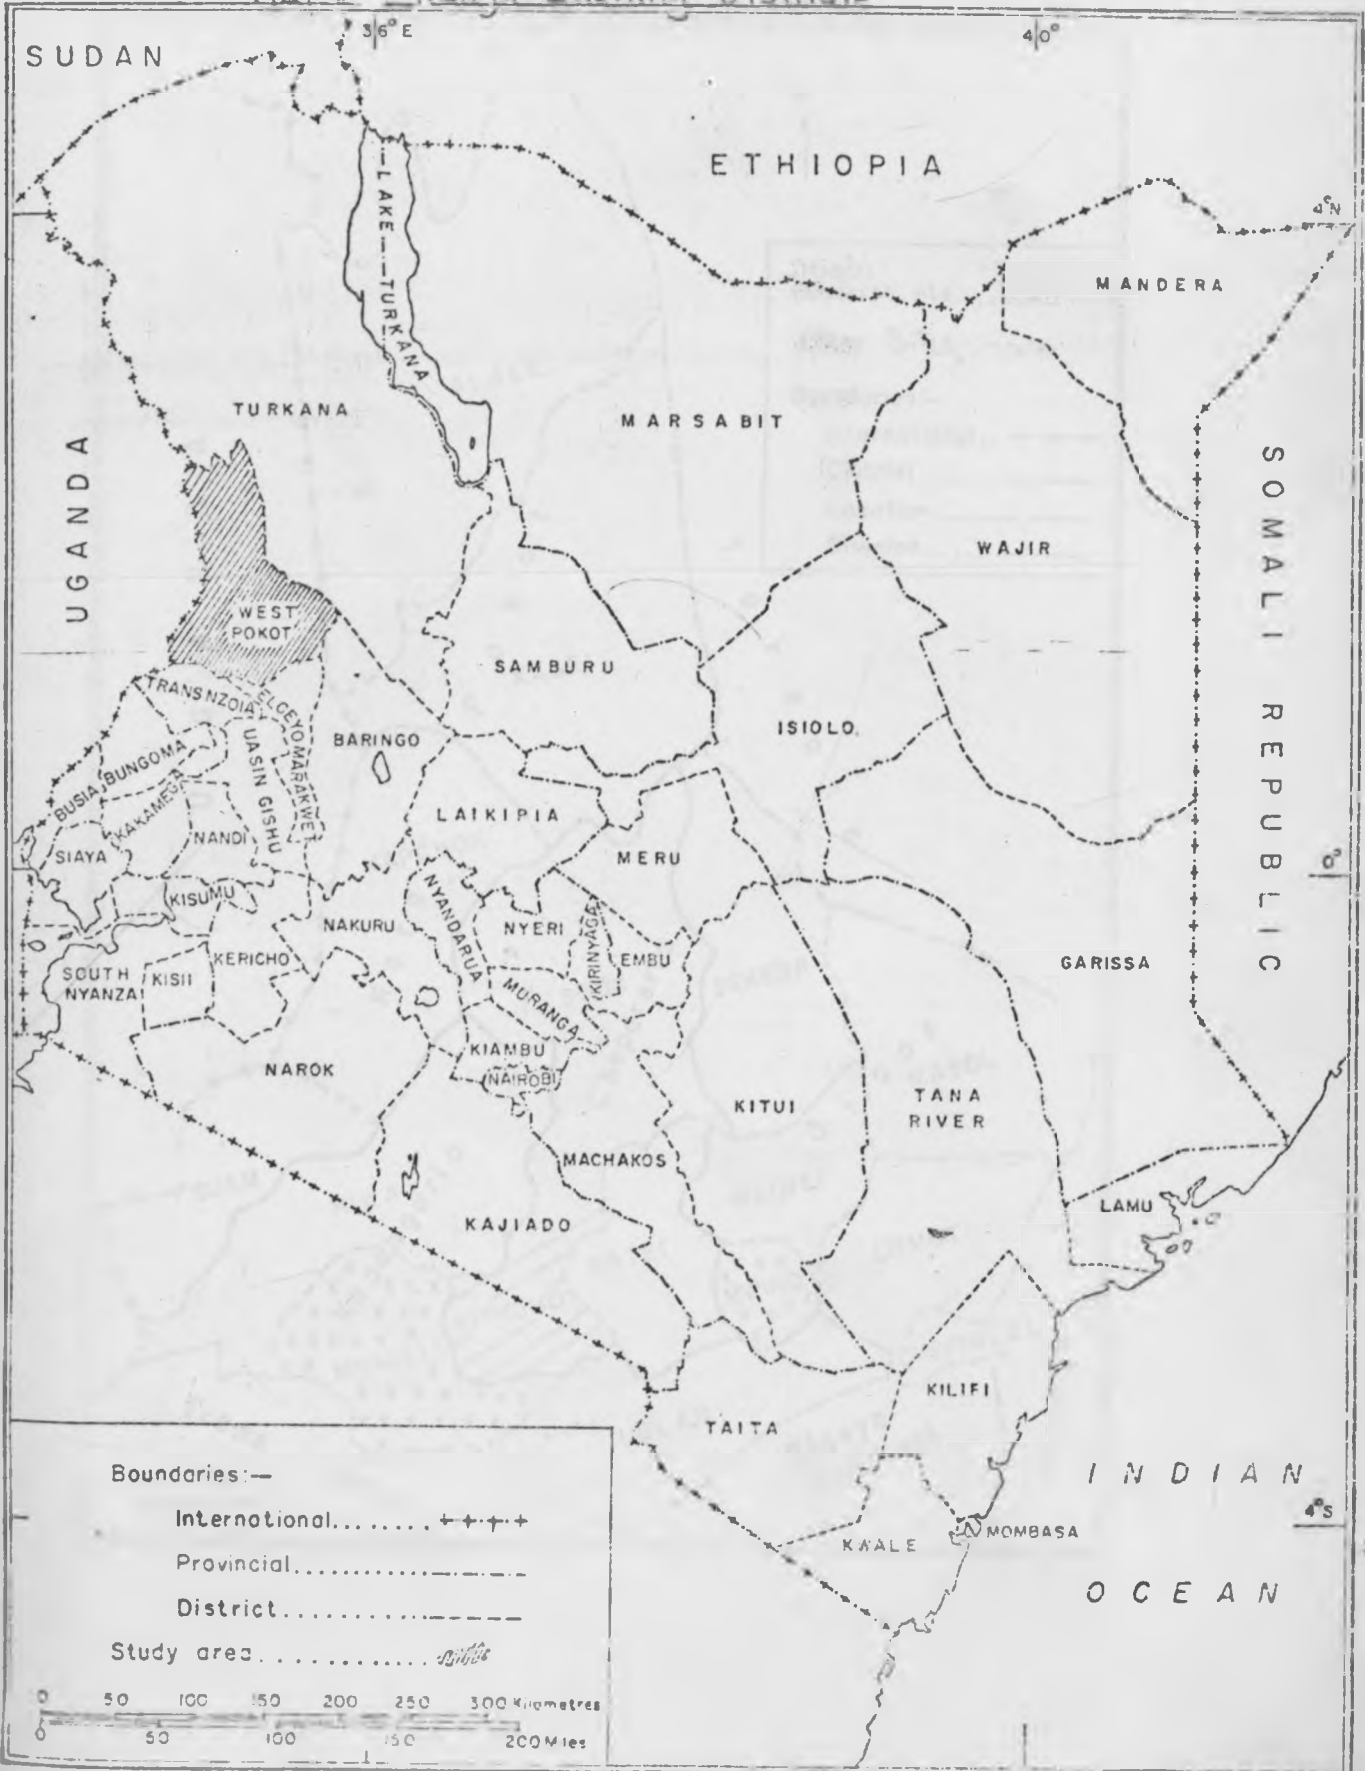 36° E
40°
SUDAN
ETHIOPIA
4°N
LAKE TURKANA
MANDERA
TURKANA
MARSABIT
UGANDA
SOMALI REPUBLIC
WAJIR
WEST
POKOT
SAMBURU
TRANS NZOIA
ELGEYO MARAKWET
ISIOLO
BARINGO
UASIN GISHU
BUNGOMA
BUSIA
KAKAMEGA
LAIKIPIA
NANDI
SIAYA
MERU
0°
KISUMU
NYANDARUA
NAKURU
NYERI
KIRINYAGA
EMBU
KERICHO
GARISSA
SOUTH
NYANZA
KISII
MURANGA
KIAMBU
NAROK
NAIROBI
KITUI
TANA
RIVER
MACHAKOS
LAMU
KAJIADO
KILIFI
TAITA
INDIAN
OCEAN
4°S
MOMBASA
KWALE
Boundaries:—
International........
Provincial..............
District..............
Study area..............
0 50 100 150 200 250 300 Kilometres
0 50 100 150 200 Miles